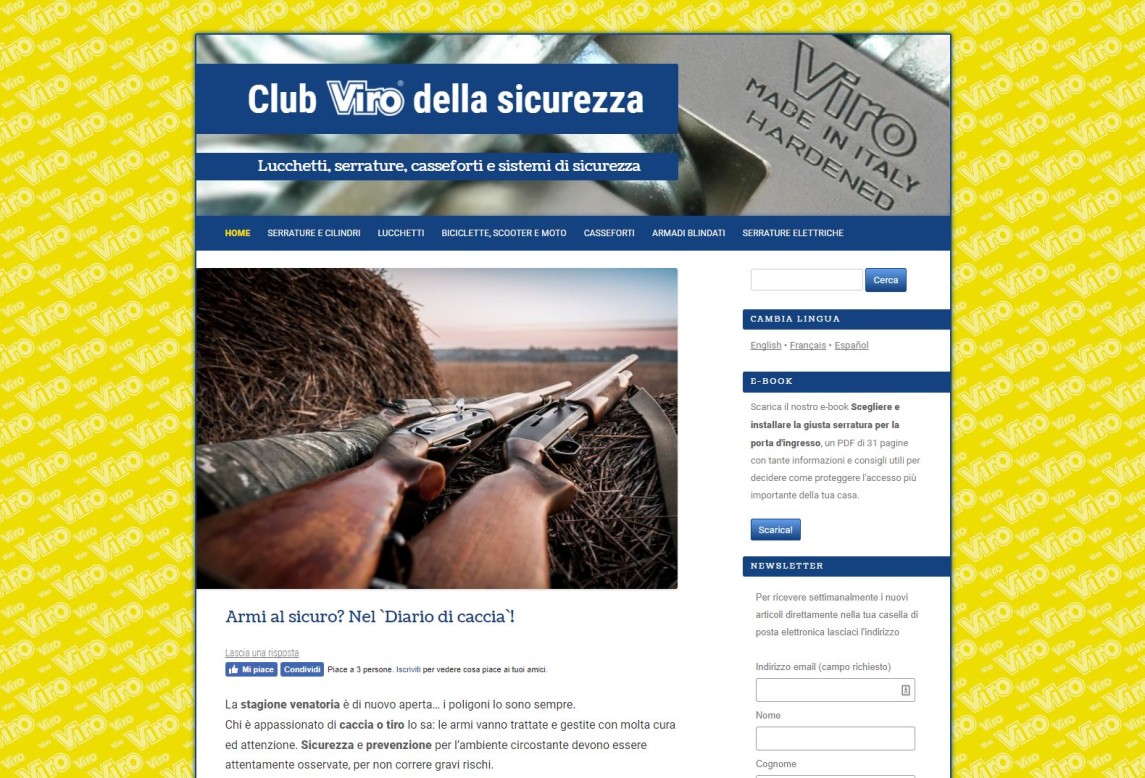 Club Viro® della sicurezza
Lucchetti, serrature, casseforti e sistemi di sicurezza
Viro
MADE IN ITALY
HARDENED
HOME SERRATURE E CILINDRI LUCCHETTI BICICLETTE, SCOOTER E MOTO CASSEFORTI ARMADI BLINDATI SERRATURE ELETTRICHE
Armi al sicuro? Nel `Diario di caccia`!
Lascia una risposta
Mi piace Condividi Piace a 3 persone. Iscriviti per vedere cosa piace ai tuoi amici.
La stagione venatoria è di nuovo aperta... i poligoni lo sono sempre.
Chi è appassionato di caccia o tiro lo sa: le armi vanno trattate e gestite con molta cura
ed attenzione. Sicurezza e prevenzione per l'ambiente circostante devono essere
attentamente osservate, per non correre gravi rischi.
Cerca
CAMBIA LINGUA
English • Français • Español
E-BOOK
Scarica il nostro e-book Scegliere e
installare la giusta serratura per la
porta d'ingresso, un PDF di 31 pagine
con tante informazioni e consigli utili per
decidere come proteggere l'accesso più
importante della tua casa.
Scarica!
NEWSLETTER
Per ricevere settimanalmente i nuovi
articoli direttamente nella tua casella di
posta elettronica lasciaci l'indirizzo
Indirizzo email (campo richiesto)
Nome
Cognome